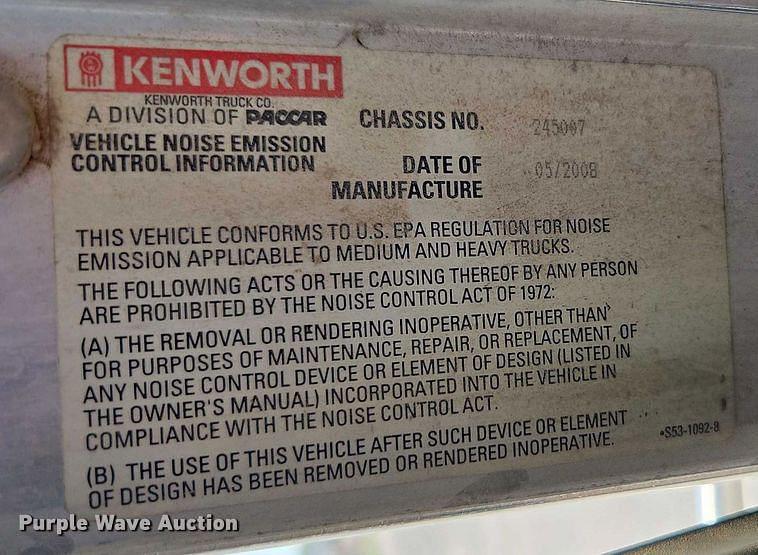 KENWORTH
KENWORTH TRUCK CO.
A DIVISION OF PACCAR
VEHICLE NOISE EMISSION
CONTROL INFORMATION
CHASSIS NO. 245007
DATE OF
MANUFACTURE
05/2008
THIS VEHICLE CONFORMS TO U.S. EPA REGULATION FOR NOISE
EMISSION APPLICABLE TO MEDIUM AND HEAVY TRUCKS.
THE FOLLOWING ACTS OR THE CAUSING THEREOF BY ANY PERSON
ARE PROHIBITED BY THE NOISE CONTROL ACT OF 1972:
(A) THE REMOVAL OR RENDERING INOPERATIVE, OTHER THAN
FOR PURPOSES OF MAINTENANCE, REPAIR, OR REPLACEMENT, OF
ANY NOISE CONTROL DEVICE OR ELEMENT OF DESIGN (LISTED IN
THE OWNER'S MANUAL) INCORPORATED INTO THE VEHICLE IN
COMPLIANCE WITH THE NOISE CONTROL ACT.
(B) THE USE OF THIS VEHICLE AFTER SUCH DEVICE OR ELEMENT
OF DESIGN HAS BEEN REMOVED OR RENDERED INOPERATIVE.
•S53-1092-8
Purple Wave Auction